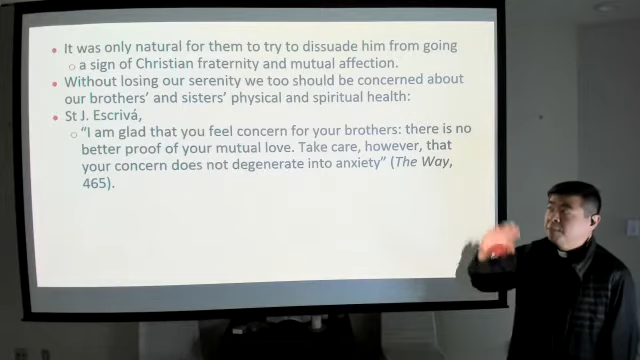 It was only natural for them to try to dissuade him from going
a sign of Christian fraternity and mutual affection.
Without losing our serenity we too should be concerned about
our brothers' and sisters' physical and spiritual health:
St J. Escrivá,
"I am glad that you feel concern for your brothers: there is no
better proof of your mutual love. Take care, however, that
your concern does not degenerate into anxiety" (The Way,
465).